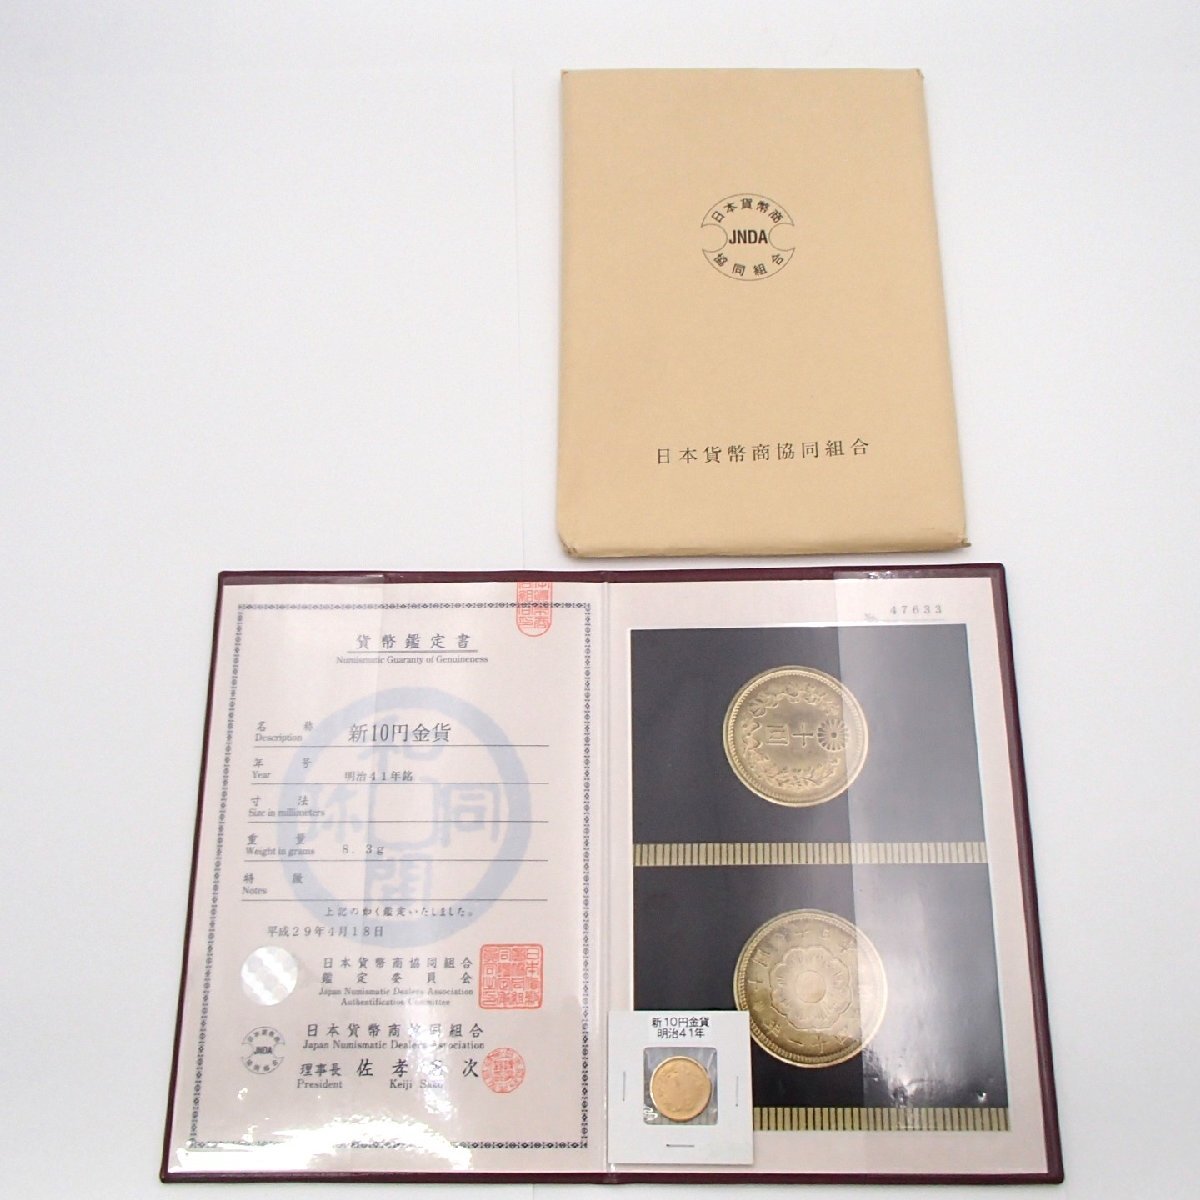 日本貨幣商
JNDA
協同組合
日本貨幣商協同組合
47633
貨幣鑑定書
Numismatic Guaranty of Genuineness
名称 新10円金貨
Description
年号
Year 明治41年銘
寸法
Size in millimeters
重量
Weight in grams 8.3g
特徴
Notes
上記の如く鑑定いたしました。
平成29年4月18日
日本貨幣商協同組合
鑑定委員会
Japan Numismatic Dealers Association
Authentification Committee
日本貨幣商協同組合
Japan Numismatic Dealers Association
JNDA
理事長 佐孝 次
President Keiji Sako
新10円金貨
明治41年